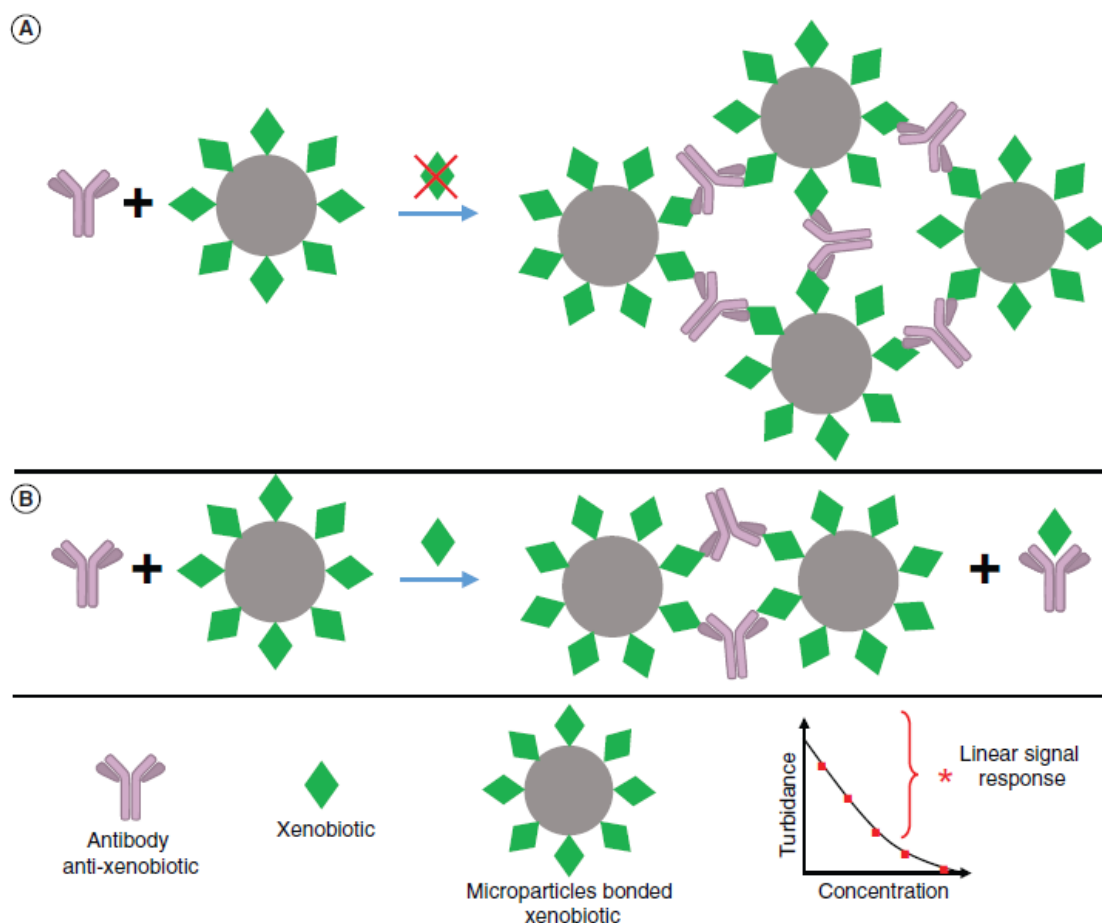 A
+
B
+
+
Antibody
anti-xenobiotic
Xenobiotic
Microparticles bonded
xenobiotic
Turbidance
Concentration
* Linear signal
response